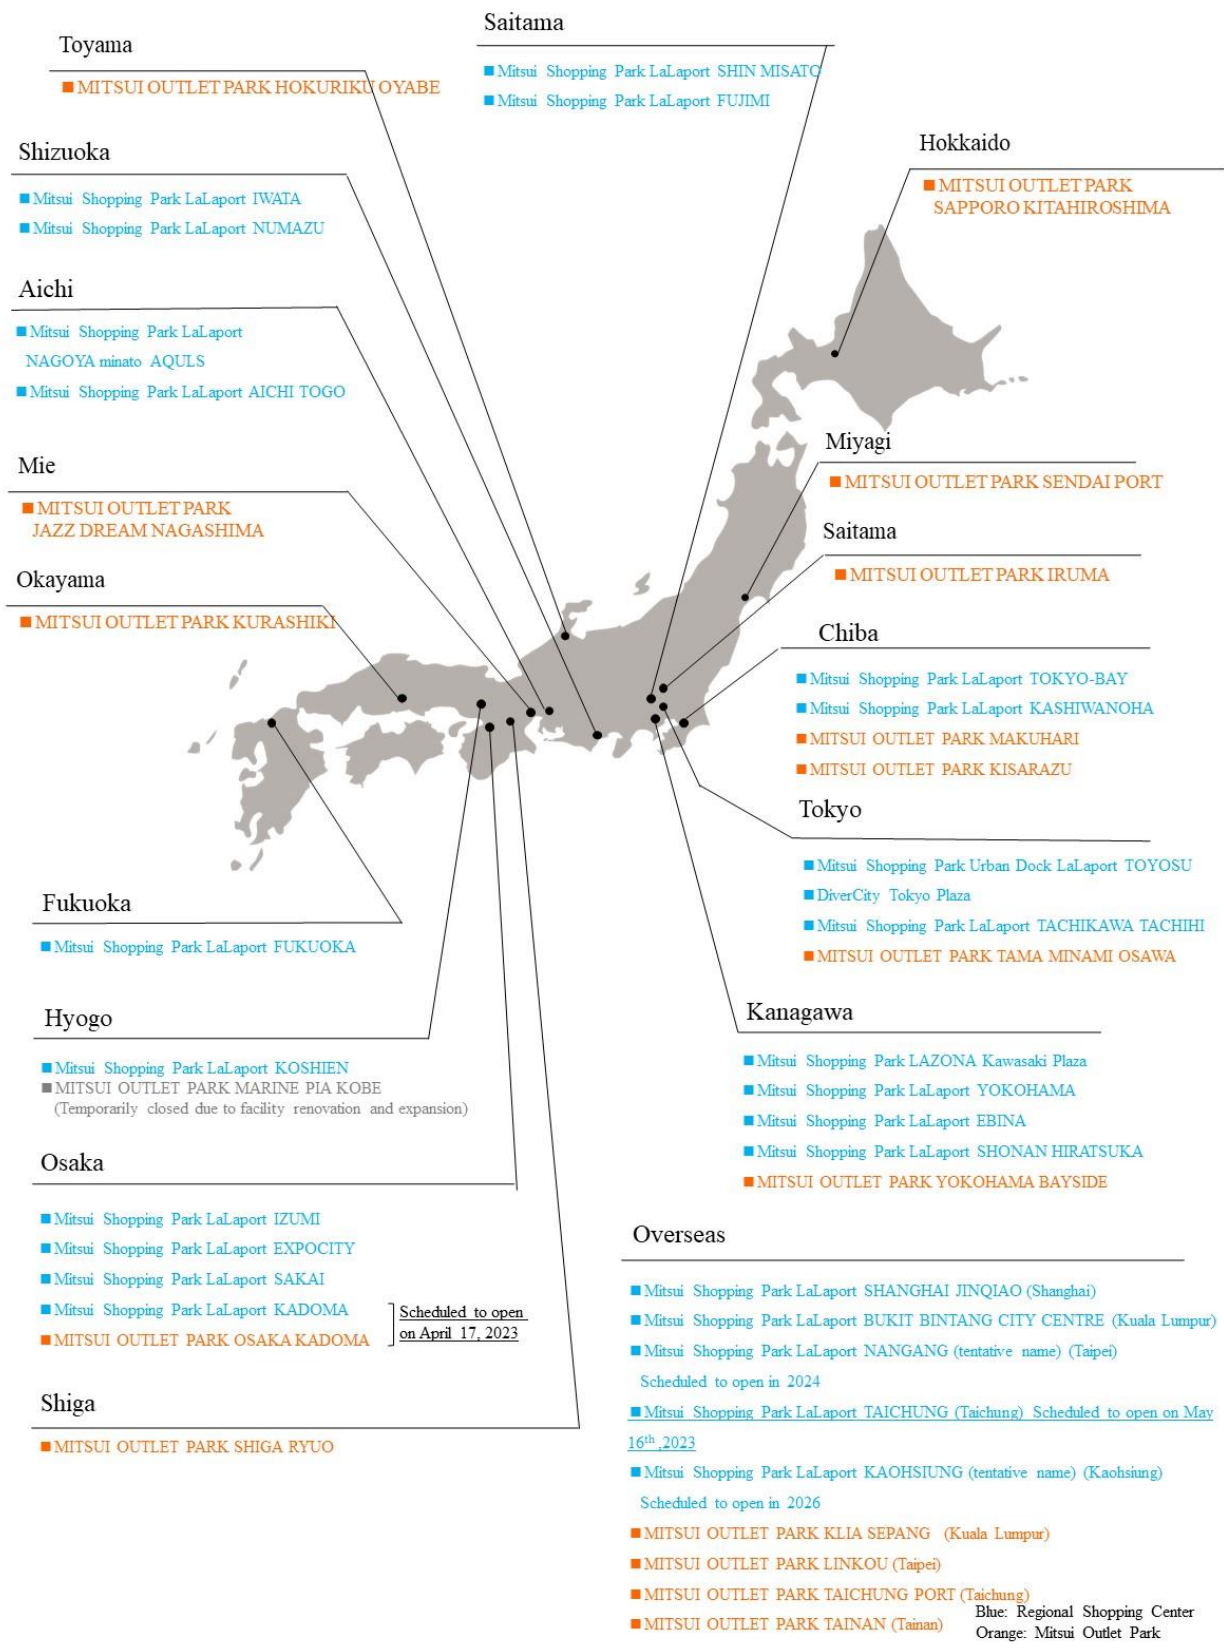 Toyama
■ MITSUI OUTLET PARK HOKURIKU OYABE
Saitama
■ Mitsui Shopping Park LaLaport SHIN MISATO
■ Mitsui Shopping Park LaLaport FUJIMI
Shizuoka
■ Mitsui Shopping Park LaLaport IWATA
■ Mitsui Shopping Park LaLaport NUMAZU
Hokkaido
■ MITSUI OUTLET PARK
SAPPORO KITAHIROSHIMA
Aichi
■ Mitsui Shopping Park LaLaport
NAGOYA minato AQULS
■ Mitsui Shopping Park LaLaport AICHI TOGO
Mie
■ MITSUI OUTLET PARK
JAZZ DREAM NAGASHIMA
Okayama
■ MITSUI OUTLET PARK KURASHIKI
Miyagi
■ MITSUI OUTLET PARK SENDAI PORT
Saitama
■ MITSUI OUTLET PARK IRUMA
Chiba
■ Mitsui Shopping Park LaLaport TOKYO-BAY
■ Mitsui Shopping Park LaLaport KASHIWANOHA
■ MITSUI OUTLET PARK MAKUHARI
■ MITSUI OUTLET PARK KISARAZU
Tokyo
■ Mitsui Shopping Park Urban Dock LaLaport TOYOSU
■ DiverCity Tokyo Plaza
■ Mitsui Shopping Park LaLaport TACHIKAWA TACHIHI
■ MITSUI OUTLET PARK TAMA MINAMI OSAWA
Fukuoka
■ Mitsui Shopping Park LaLaport FUKUOKA
Hyogo
■ Mitsui Shopping Park LaLaport KOSHIEN
■ MITSUI OUTLET PARK MARINE PIA KOBE
(Temporarily closed due to facility renovation and expansion)
Kanagawa
■ Mitsui Shopping Park LAZONA Kawasaki Plaza
■ Mitsui Shopping Park LaLaport YOKOHAMA
■ Mitsui Shopping Park LaLaport EBINA
■ Mitsui Shopping Park LaLaport SHONAN HIRATSUKA
■ MITSUI OUTLET PARK YOKOHAMA BAYSIDE
Osaka
■ Mitsui Shopping Park LaLaport IZUMI
■ Mitsui Shopping Park LaLaport EXPOCITY
■ Mitsui Shopping Park LaLaport SAKAI
■ Mitsui Shopping Park LaLaport KADOMA
■ MITSUI OUTLET PARK OSAKA KADOMA
Scheduled to open
on April 17, 2023
Shiga
■ MITSUI OUTLET PARK SHIGA RYUO
Overseas
■ Mitsui Shopping Park LaLaport SHANGHAI JINQIAO (Shanghai)
■ Mitsui Shopping Park LaLaport BUKIT BINTANG CITY CENTRE (Kuala Lumpur)
■ Mitsui Shopping Park LaLaport NANGANG (tentative name) (Taipei)
Scheduled to open in 2024
■ Mitsui Shopping Park LaLaport TAICHUNG (Taichung) Scheduled to open on May
16th ,2023
■ Mitsui Shopping Park LaLaport KAOHSIUNG (tentative name) (Kaohsiung)
Scheduled to open in 2026
■ MITSUI OUTLET PARK KLIA SEPANG (Kuala Lumpur)
■ MITSUI OUTLET PARK LINKOU (Taipei)
■ MITSUI OUTLET PARK TAICHUNG PORT (Taichung)
■ MITSUI OUTLET PARK TAINAN (Tainan)
Blue: Regional Shopping Center
Orange: Mitsui Outlet Park